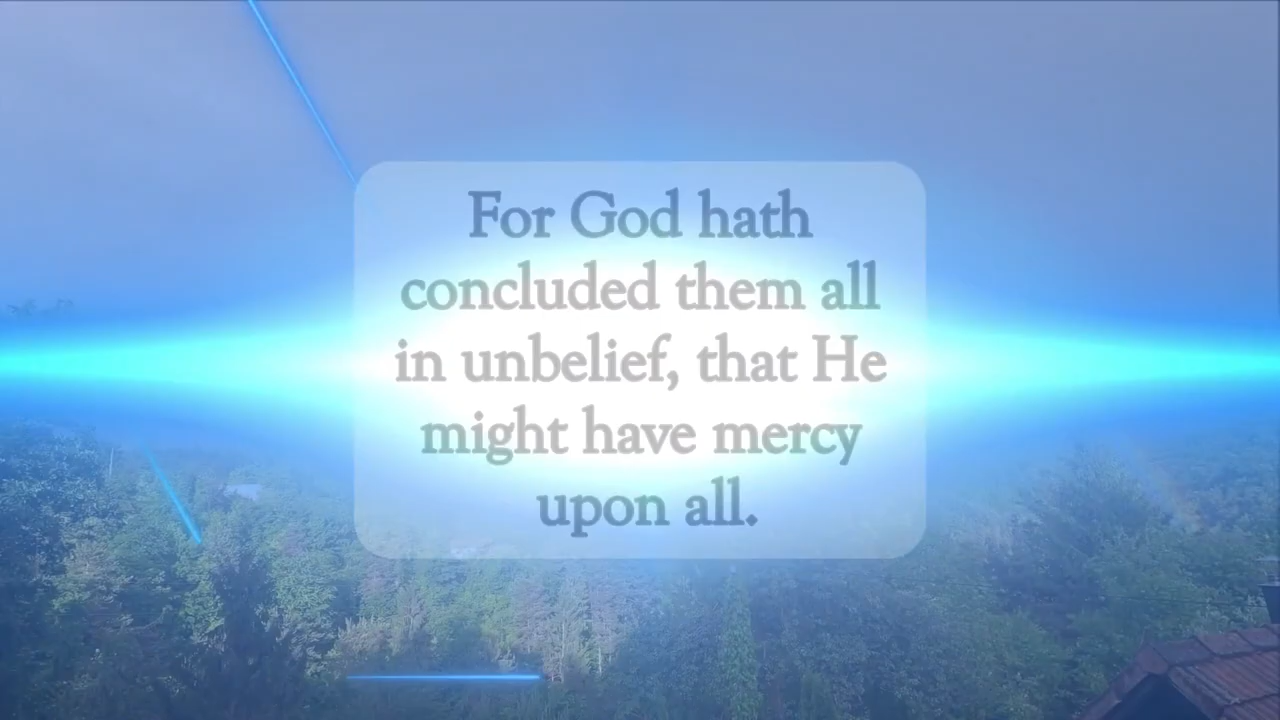 For God hath
concluded them all
in unbelief, that He
might have mercy
upon all.